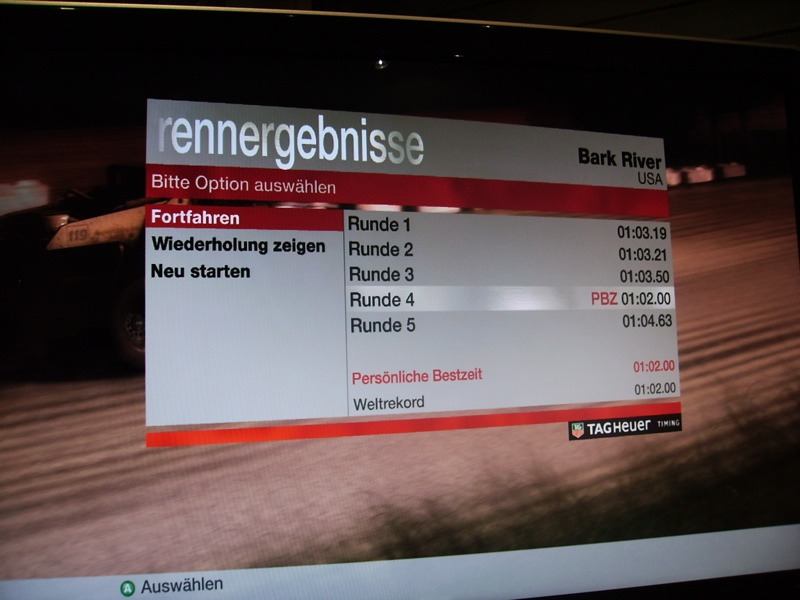 rennergebnisse
Bark River
USA
Bitte Option auswählen
Fortfahren
Wiederholung zeigen
Neu starten
Runde 1 01:03.19
Runde 2 01:03.21
Runde 3 01:03.50
Runde 4 PBZ 01:02.00
Runde 5 01:04.63
Persönliche Bestzeit 01:02.00
Weltrekord 01:02.00
TAGHeuer TIMING
A Auswählen